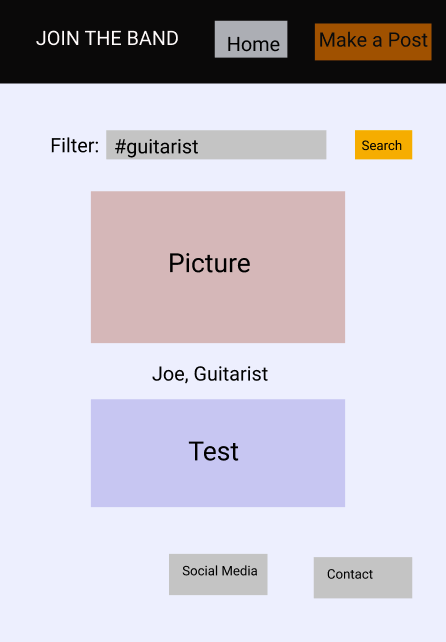 JOIN THE BAND
Home
Make a Post
Filter:
#guitarist
Search
Picture
Joe, Guitarist
Test
Social Media
Contact